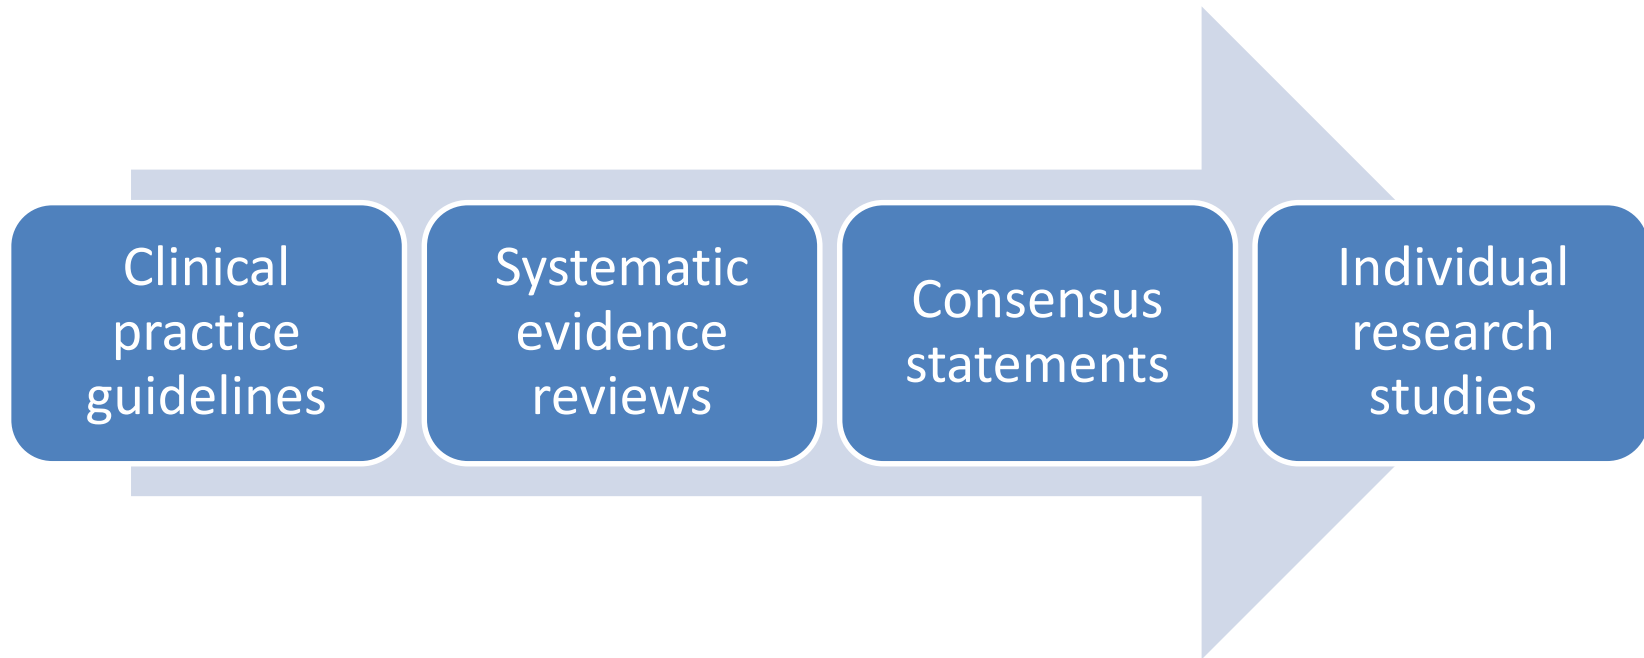 Clinical
practice
guidelines
Systematic
evidence
reviews
Consensus
statements
Individual
research
studies